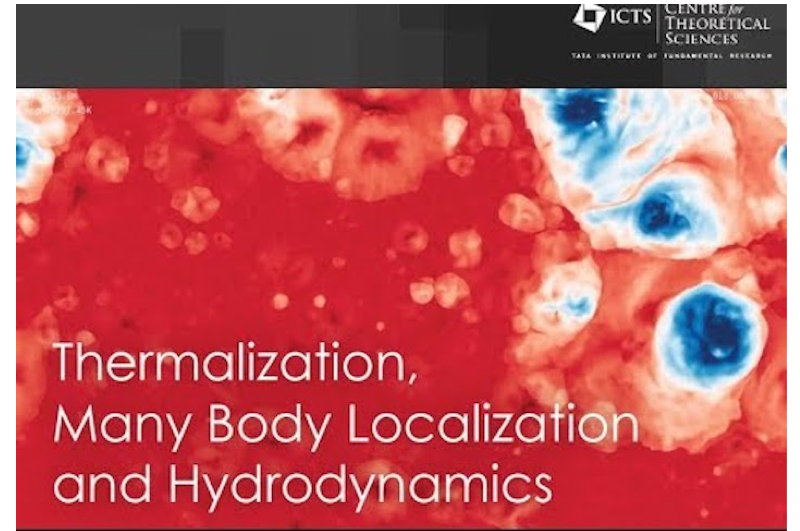 ICTS
CENTRE for
THEORETICAL
SCIENCES
TATA INSTITUTE OF FUNDAMENTAL RESEARCH
Thermalization,
Many Body Localization
and Hydrodynamics